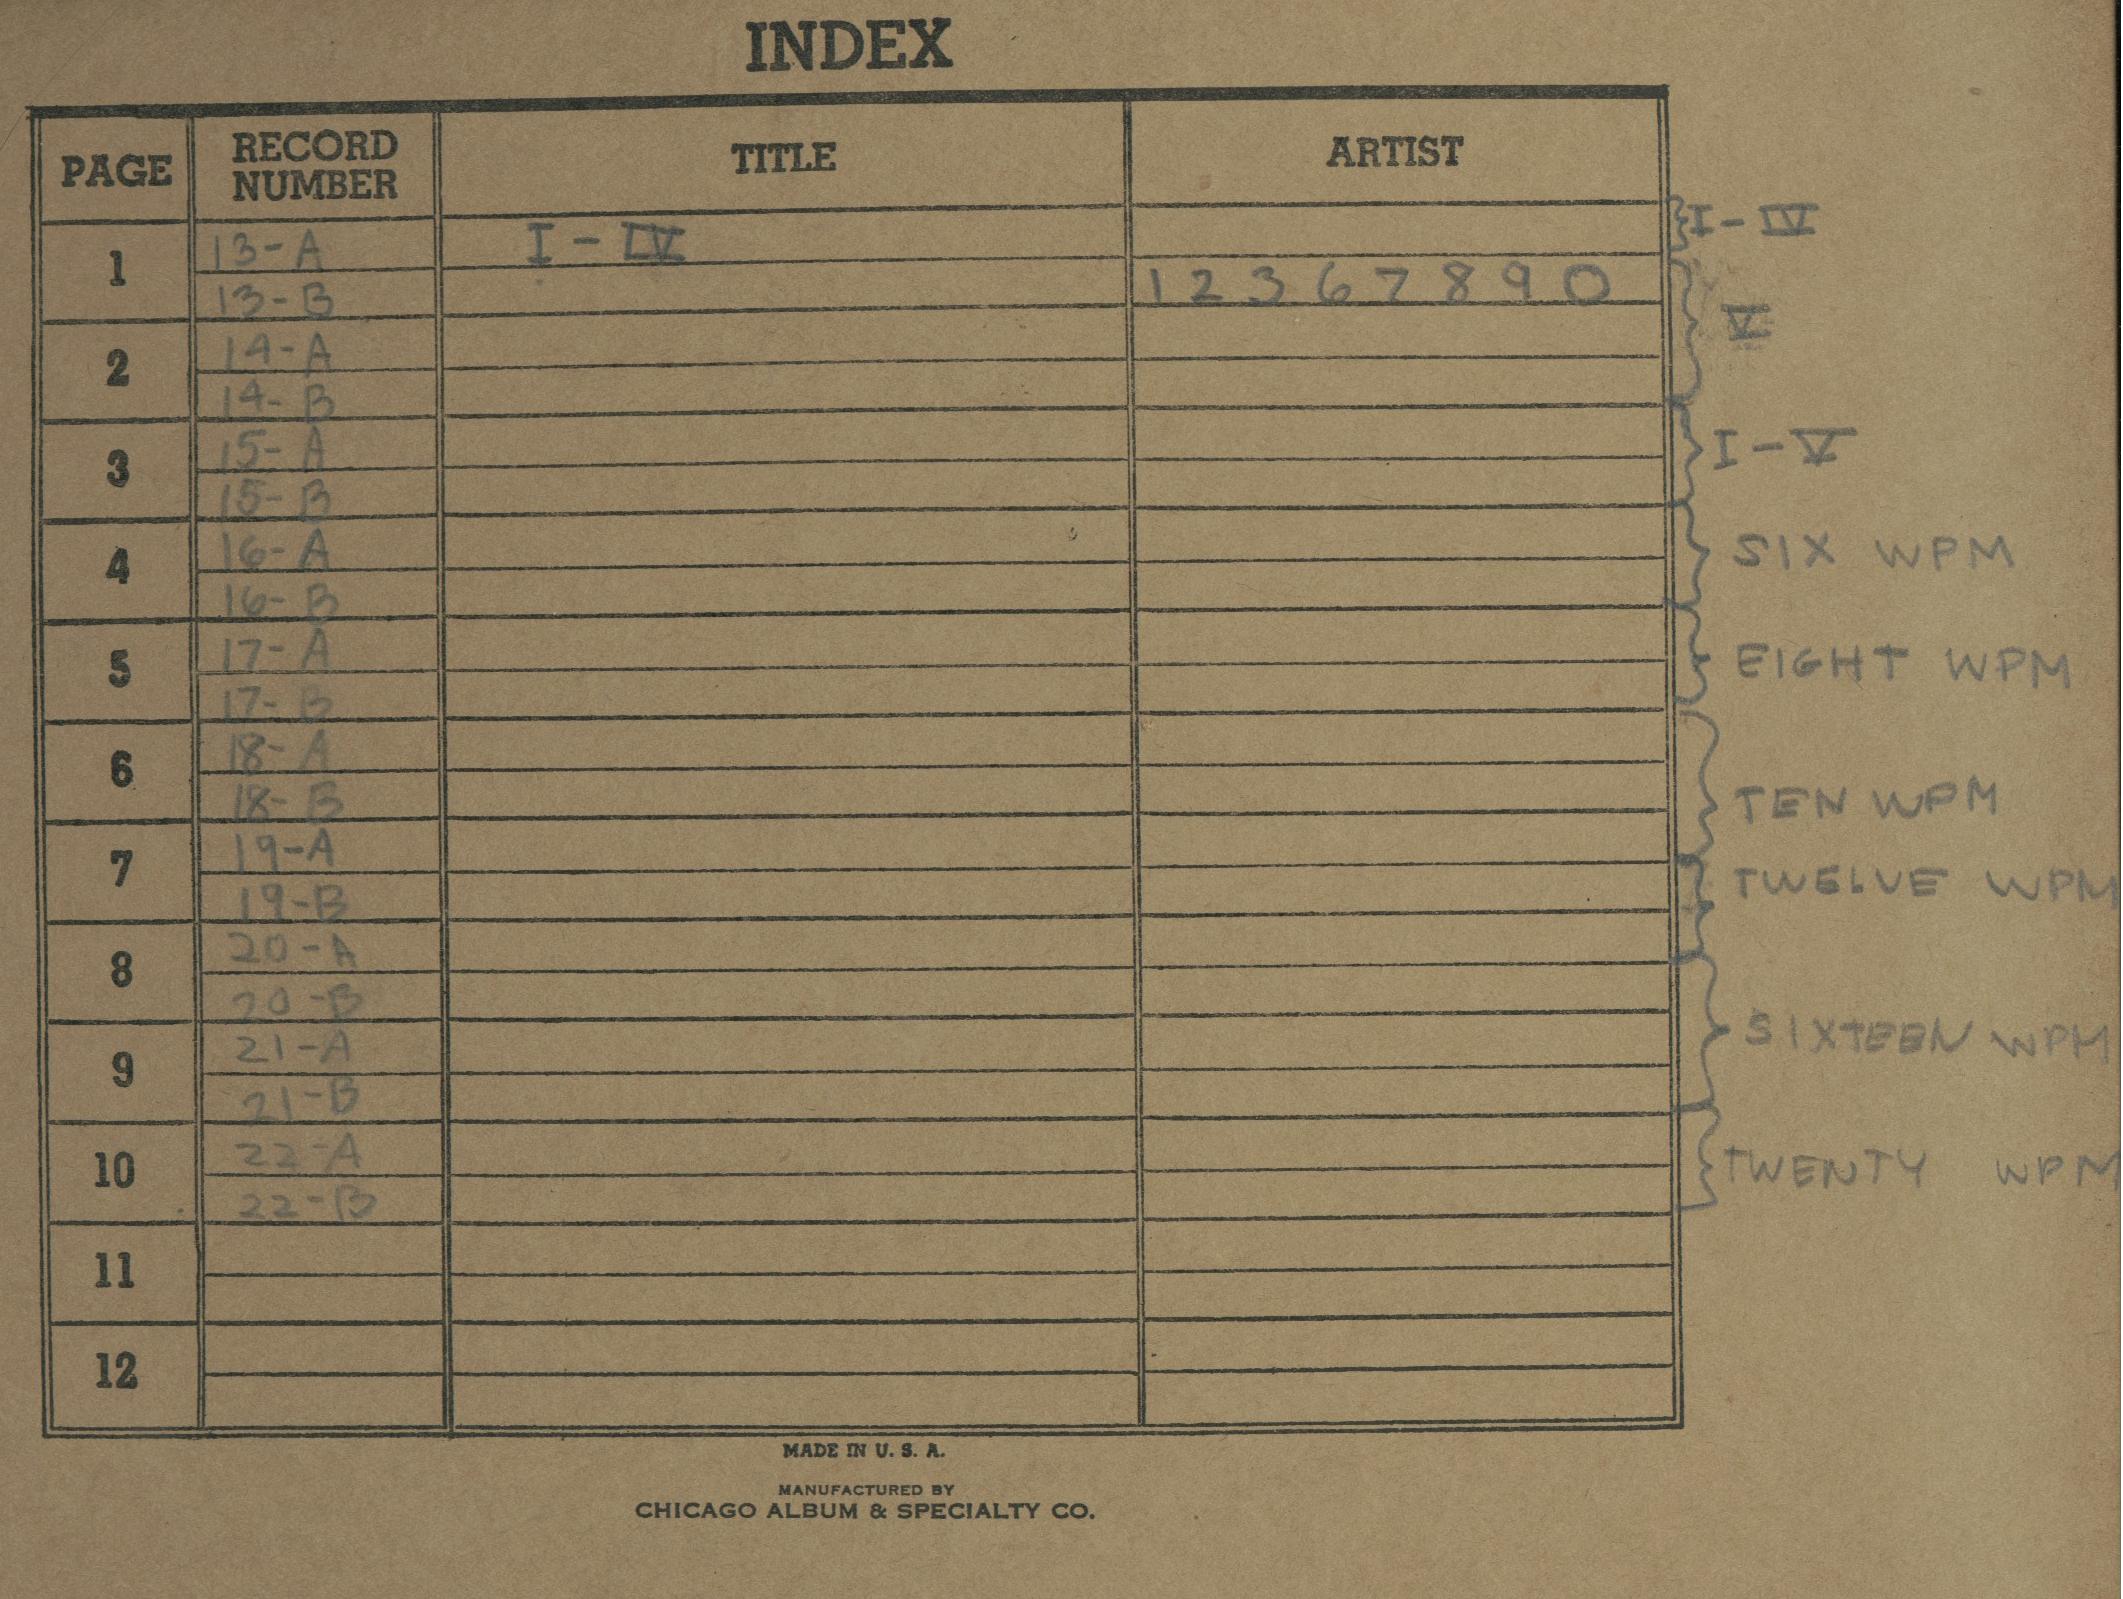 INDEX
PAGE RECORD NUMBER TITLE ARTIST
1 13-A I - IV I - IV
13-B 1 2 3 6 7 8 9 0
V
2 14-A
14-B
3 15-A I - V
15-B
4 16-A SIX WPM
16-B
5 17-A EIGHT WPM
17-B
6 18-A
18-B TEN WPM
7 19-A
19-B TWELVE WPM
8 20-A
20-B
9 21-A SIXTEEN WPM
21-B
10 22-A TWENTY WPM
22-B
11
12
MADE IN U. S. A.
MANUFACTURED BY
CHICAGO ALBUM & SPECIALTY CO.